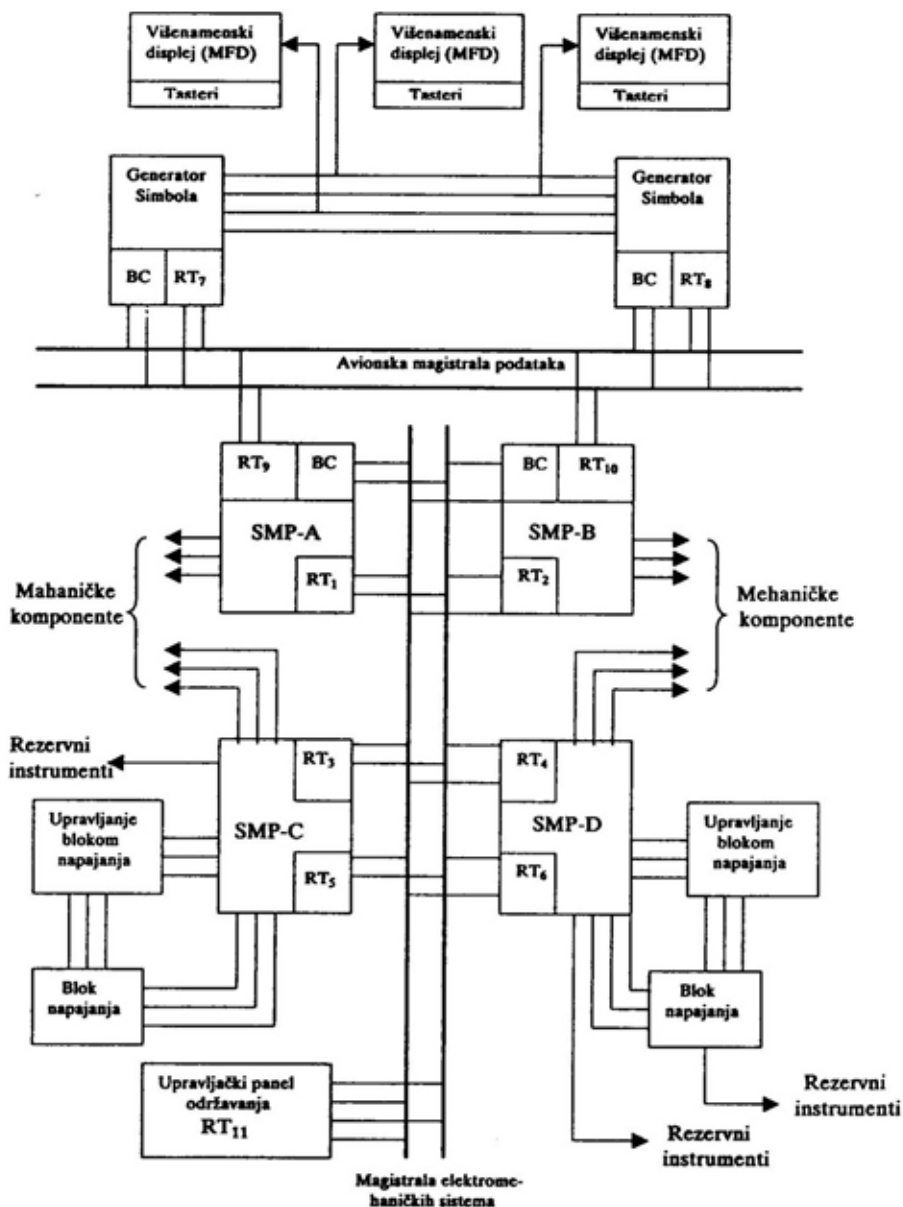 Višenamenski
displej (MFD)
Tasteri
Višenamenski
displej (MFD)
Tasteri
Višenamenski
displej (MFD)
Tasteri
Generator
Simbola
BC
RT7
Generator
Simbola
BC
RT8
Avionska magistrala podataka
RT9
BC
SMP-A
RT1
BC
RT10
SMP-B
RT2
Mahaničke
komponente
Mehaničke
komponente
Rezervni
instrumenti
RT3
SMP-C
RT5
RT4
SMP-D
RT6
Upravljanje
blokom
napajanja
Upravljanje
blokom
napajanja
Blok
napajanja
Blok
napajanja
Upravljački panel
održavanja
RT11
Rezervni
instrumenti
Rezervni
instrumenti
Magistrala elektrome-
haničkih sistema